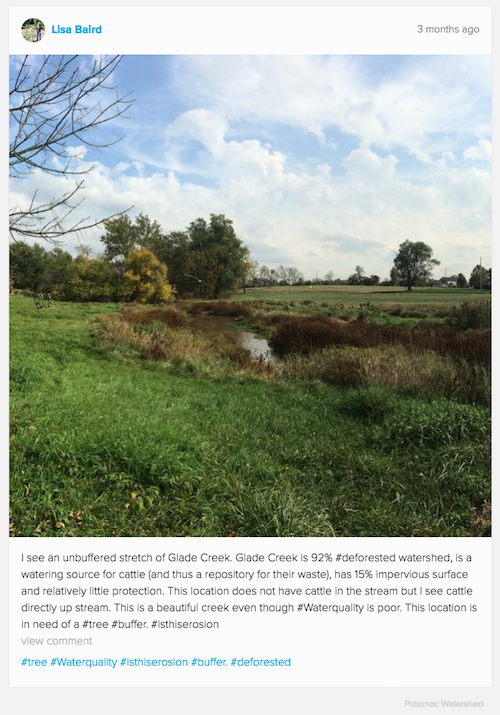 Lisa Baird
3 months ago
I see an unbuffered stretch of Glade Creek. Glade Creek is 92% #deforested watershed, is a
watering source for cattle (and thus a repository for their waste), has 15% impervious surface
and relatively little protection. This location does not have cattle in the stream but I see cattle
directly up stream. This is a beautiful creek even though #Waterquality is poor. This location is
in need of a #tree #buffer. #isthiserosion
view comment
#tree #Waterquality #isthiserosion #buffer. #deforested
Potomac Watershed